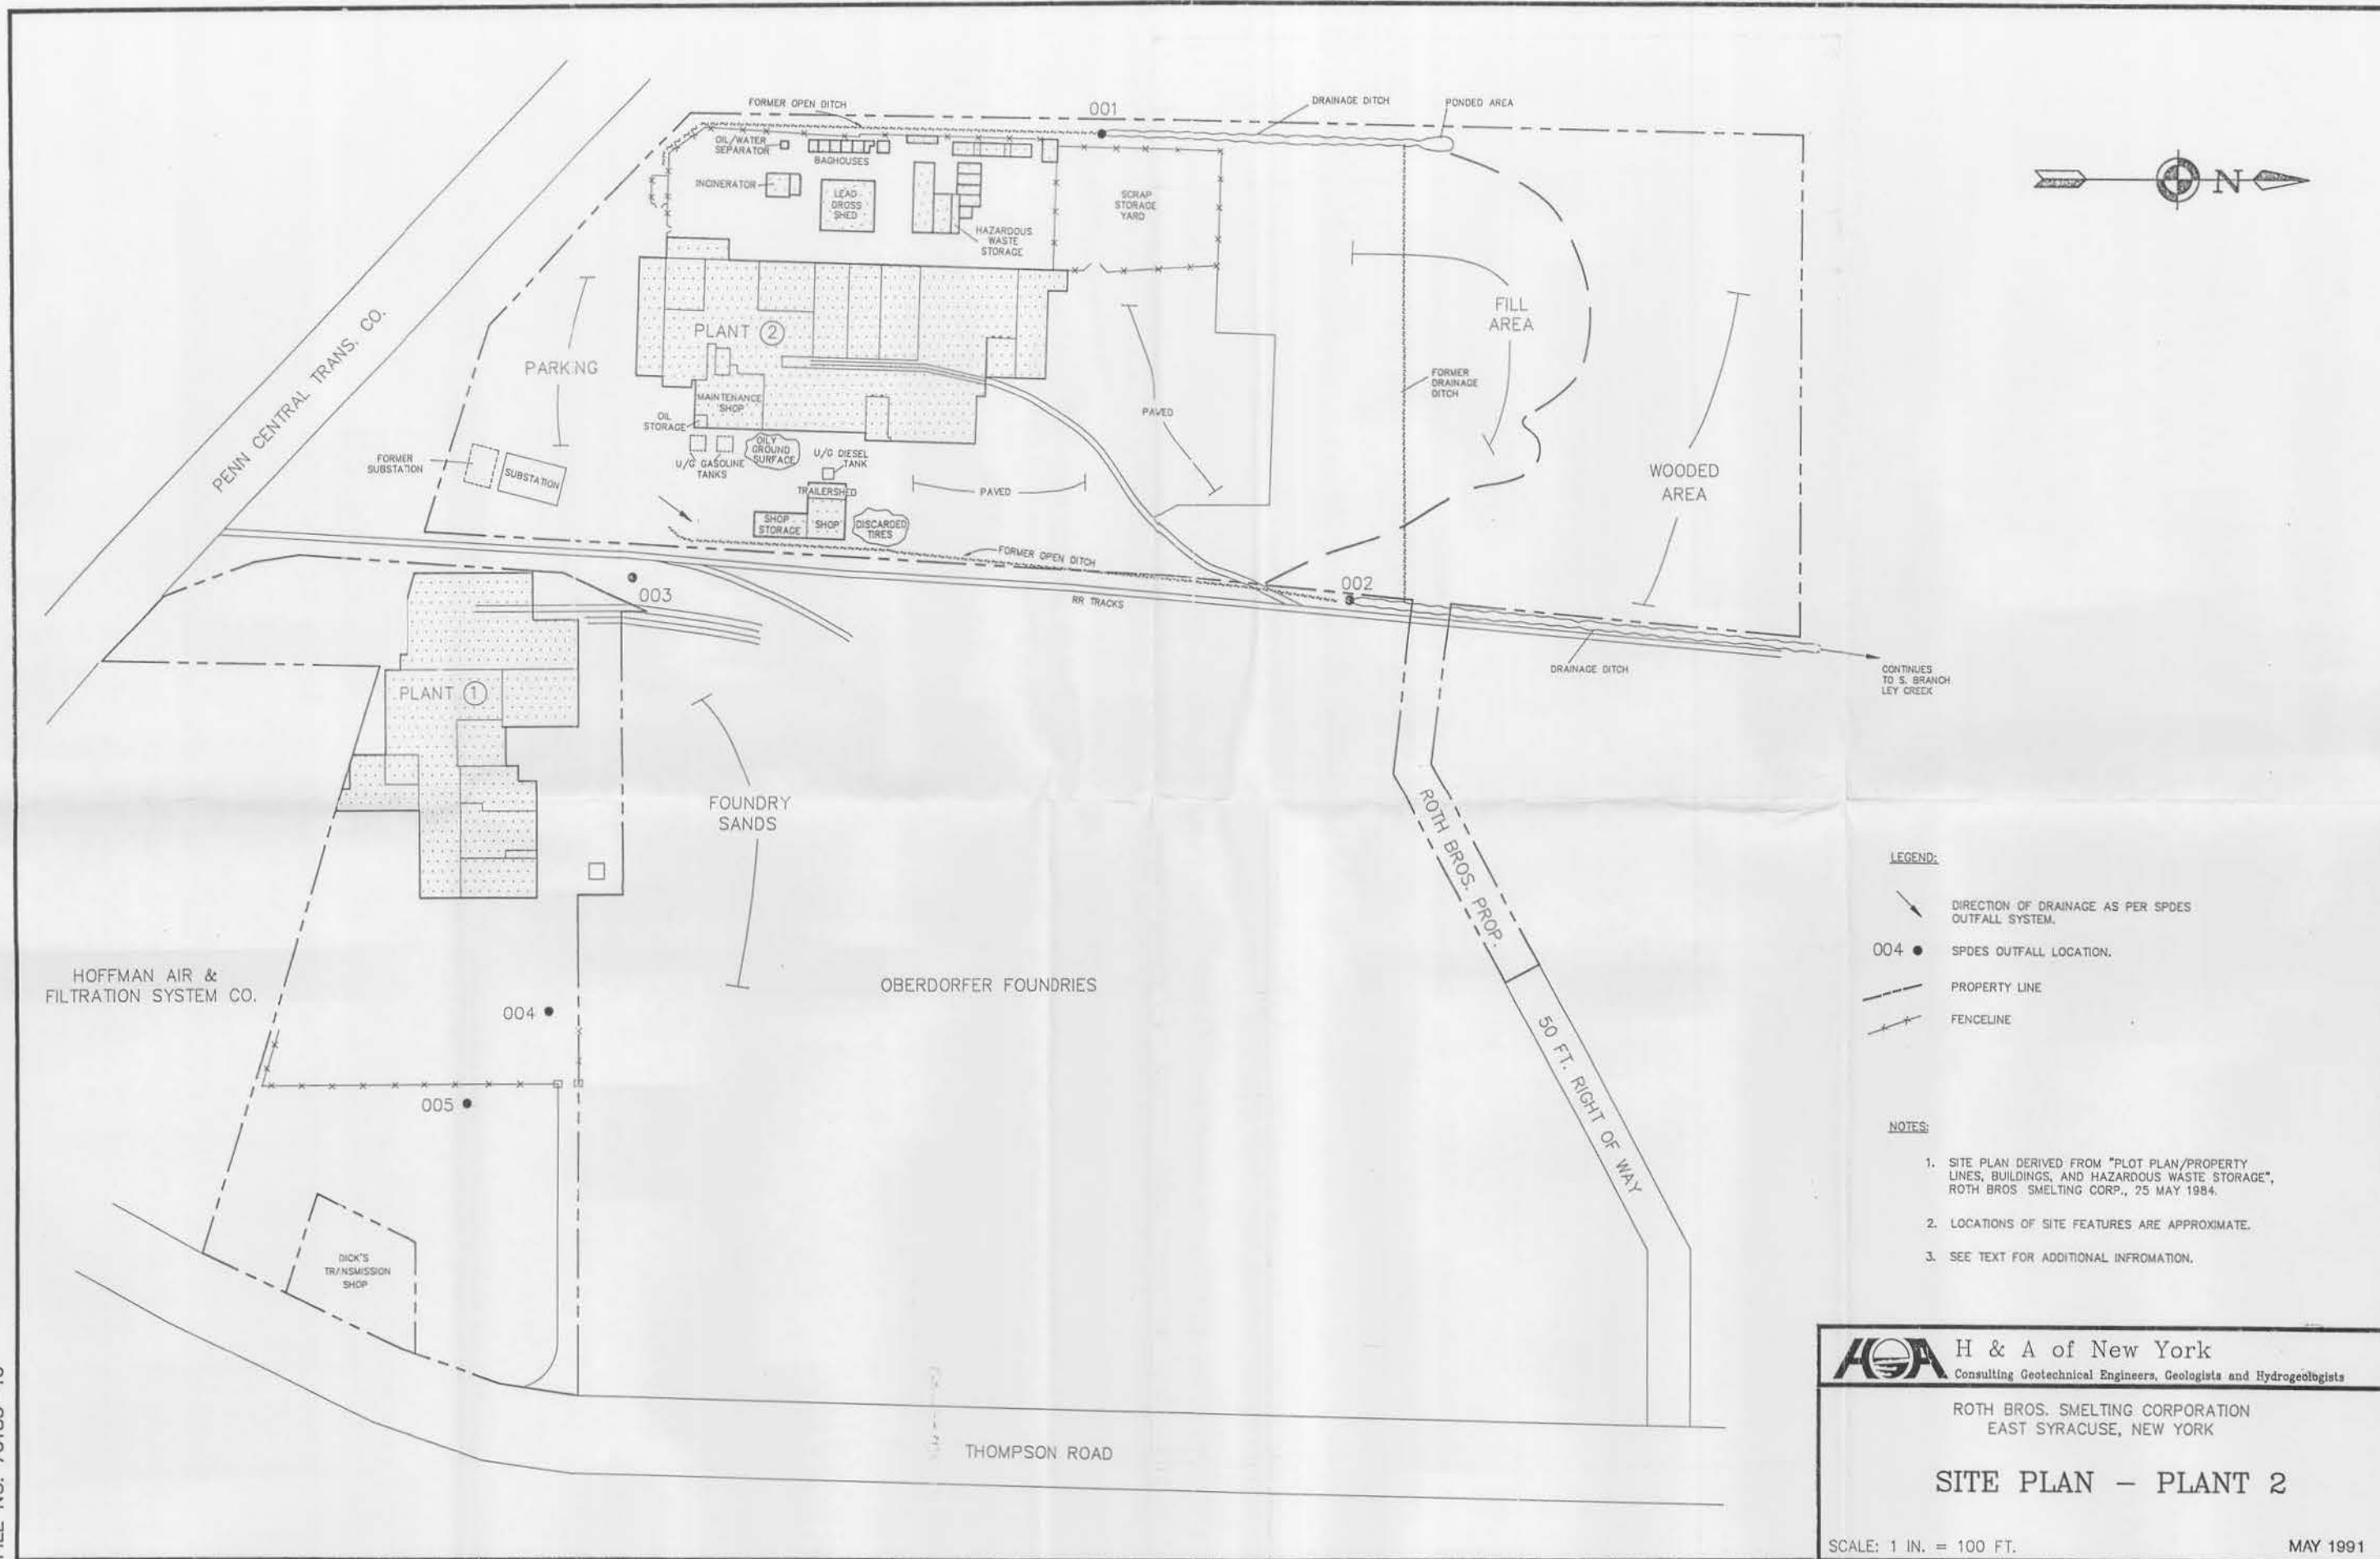 FORMER OPEN DITCH
001
DRAINAGE DITCH
PONDED AREA
OIL/WATER
SEPARATOR
BAGHOUSES
INCINERATOR
LEAD
DROSS
SHED
HAZARDOUS
WASTE
STORAGE
SCRAP
STORAGE
YARD
N
PENN CENTRAL TRANS. CO.
PARKING
PLANT 2
MAINTENANCE
SHOP
OIL
STORAGE
U/G GASOLINE
TANKS
OILY
GROUND
SURFACE
U/G DIESEL
TANK
TRAILERSHED
SHOP
STORAGE
SHOP
DISCARDED
TIRES
PAVED
PAVED
FILL
AREA
FORMER
DRAINAGE
DITCH
WOODED
AREA
FORMER
SUBSTATION
SUBSTATION
FORMER OPEN DITCH
RR TRACKS
002
003
DRAINAGE DITCH
CONTINUES
TO S. BRANCH
LEY CREEK
PLANT 1
FOUNDRY
SANDS
ROTH BROS. PROP.
50 FT. RIGHT OF WAY
HOFFMAN AIR &
FILTRATION SYSTEM CO.
OBERDORFER FOUNDRIES
004
005
DICK'S
TRANSMISSION
SHOP
THOMPSON ROAD
LEGEND:
DIRECTION OF DRAINAGE AS PER SPDES
OUTFALL SYSTEM.
004 SPDES OUTFALL LOCATION.
PROPERTY LINE
FENCELINE
NOTES:
1. SITE PLAN DERIVED FROM "PLOT PLAN/PROPERTY
LINES, BUILDINGS, AND HAZARDOUS WASTE STORAGE",
ROTH BROS SMELTING CORP., 25 MAY 1984.
2. LOCATIONS OF SITE FEATURES ARE APPROXIMATE.
3. SEE TEXT FOR ADDITIONAL INFROMATION.
H & A of New York
Consulting Geotechnical Engineers, Geologists and Hydrogeologists
ROTH BROS. SMELTING CORPORATION
EAST SYRACUSE, NEW YORK
SITE PLAN – PLANT 2
SCALE: 1 IN. = 100 FT.
MAY 1991